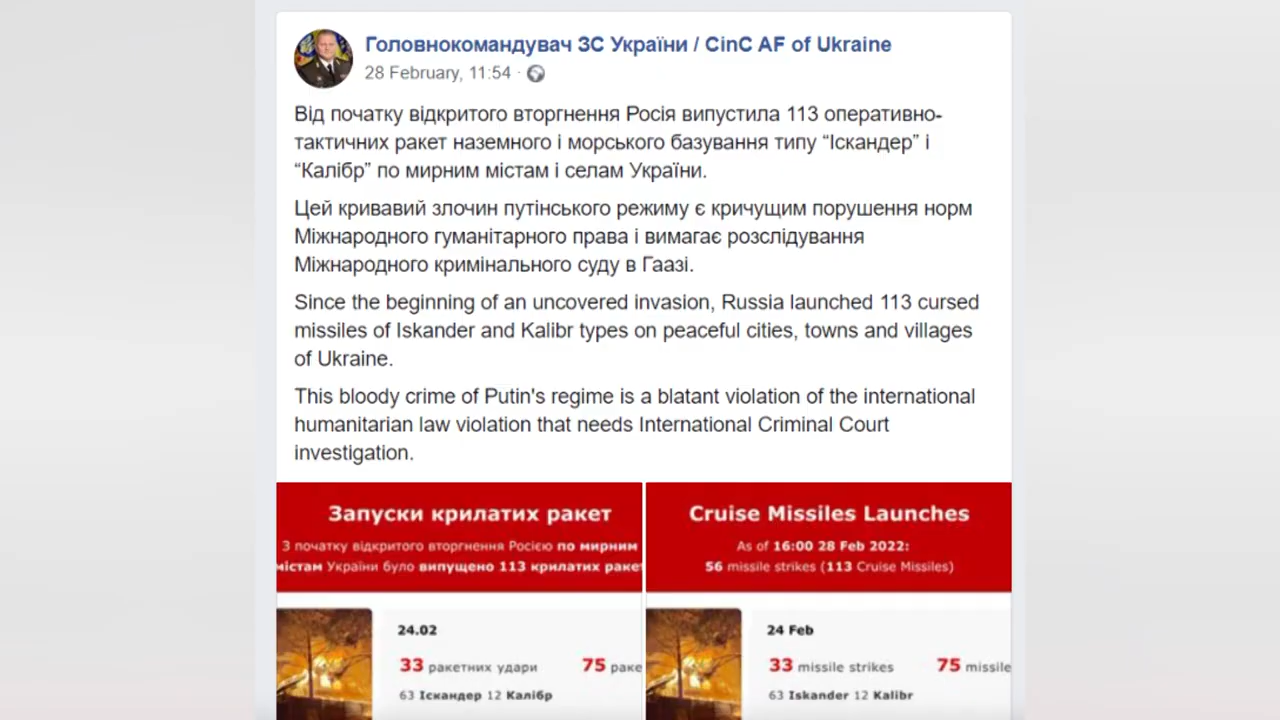 Головнокомандувач ЗС України / CinC AF of Ukraine
28 February, 11:54 ·
Від початку відкритого вторгнення Росія випустила 113 оперативно-
тактичних ракет наземного і морського базування типу “Іскандер” і
“Калібр” по мирним містам і селам України.
Цей кривавий злочин путінського режиму є кричущим порушення норм
Міжнародного гуманітарного права і вимагає розслідування
Міжнародного кримінального суду в Гаазі.
Since the beginning of an uncovered invasion, Russia launched 113 cursed
missiles of Iskander and Kalibr types on peaceful cities, towns and villages
of Ukraine.
This bloody crime of Putin's regime is a blatant violation of the international
humanitarian law violation that needs International Criminal Court
investigation.
Запуски крилатих ракет
З початку відкритого вторгнення Росією по мирним
містам України було випущено 113 крилатих ракет
24.02
33 ракетних удари 75 раке
63 Іскандер 12 Калібр
Cruise Missiles Launches
As of 16:00 28 Feb 2022:
56 missile strikes (113 Cruise Missiles)
24 Feb
33 missile strikes 75 missile
63 Iskander 12 Kalibr